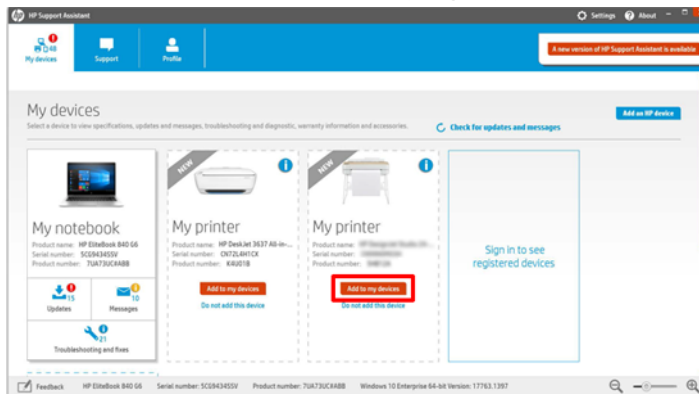 HP Support Assistant
Settings
About
48
My devices
Support
Profile
A new version of HP Support Assistant is available
My devices
Select a device to view specifications, updates and messages, troubleshooting and diagnostic, warranty information and accessories.
Check for updates and messages
Add an HP device
My notebook
Product name: HP EliteBook 840 G6
Serial number: 5CG9434SSV
Product number: 7UA73UC#ABB
15
Updates
10
Messages
21
Troubleshooting and fixes
NEW
My printer
Product name: HP DeskJet 3637 All-in-...
Serial number: CN72L4H1CX
Product number: K4U01B
Add to my devices
Do not add this device
NEW
My printer
Product name:
Serial number:
Product number:
Add to my devices
Do not add this device
Sign in to see
registered devices
Feedback
HP EliteBook 840 G6
Serial number: 5CG9434SSV
Product number: 7UA73UC#ABB
Windows 10 Enterprise 64-bit Version: 17763.1397